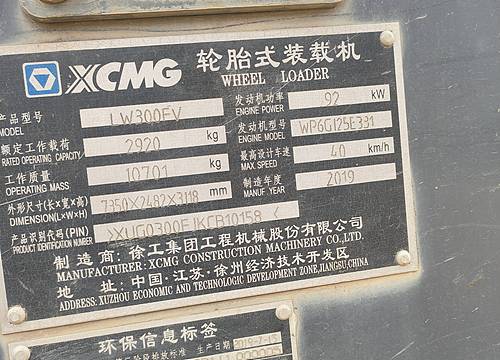 XCMG 轮胎式装载机
WHEEL LOADER
产品型号 LW300FV 发动机功率 92 kW
MODEL ENGINE POWER
额定工作载荷 2920 kg 发动机型号 WP6G125E331
RATED OPERATING CAPACITY ENGINE MODEL
工作质量 10701 kg 最高设计车速 40 km/h
OPERATING MASS MAX SPEED
外形尺寸(长×宽×高) 7350X2482X3118 mm 制造年度 2019
DIMENSION(L×W×H) MANUF YEAR
产品识别代码(PIN)
PRODUCT IDENTIFICATION NUMBER
制造商：徐工集团工程机械股份有限公司
MANUFACTURER: XCMG CONSTRUCTION MACHINERY CO.,LTD.
地 址：中国·江苏·徐州经济技术开发区
ADDRESS: XUZHOU ECONOMIC AND TECHNOLOGIC DEVELOPMENT ZONE,JIANGSU,CHINA
环保信息标签
生产日期